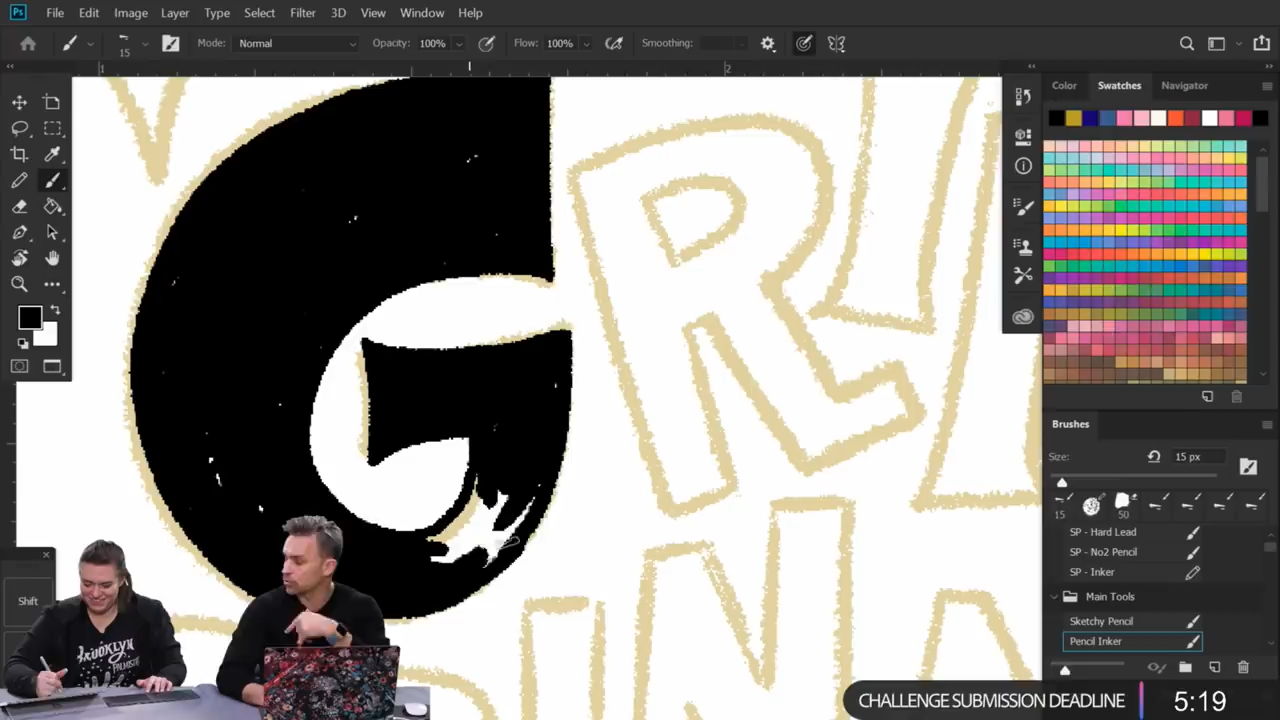 Ps File Edit Image Layer Type Select Filter 3D View Window Help
15 Mode: Normal Opacity: 100% Flow: 100% Smoothing:
1 2
Color Swatches Navigator
G R
N
Brushes
Size: 15 px
15 50
SP - Hard Lead
SP - No2 Pencil
SP - Inker
Main Tools
Sketchy Pencil
Pencil Inker
Shift
BROOKLYN
CHALLENGE SUBMISSION DEADLINE 5:19